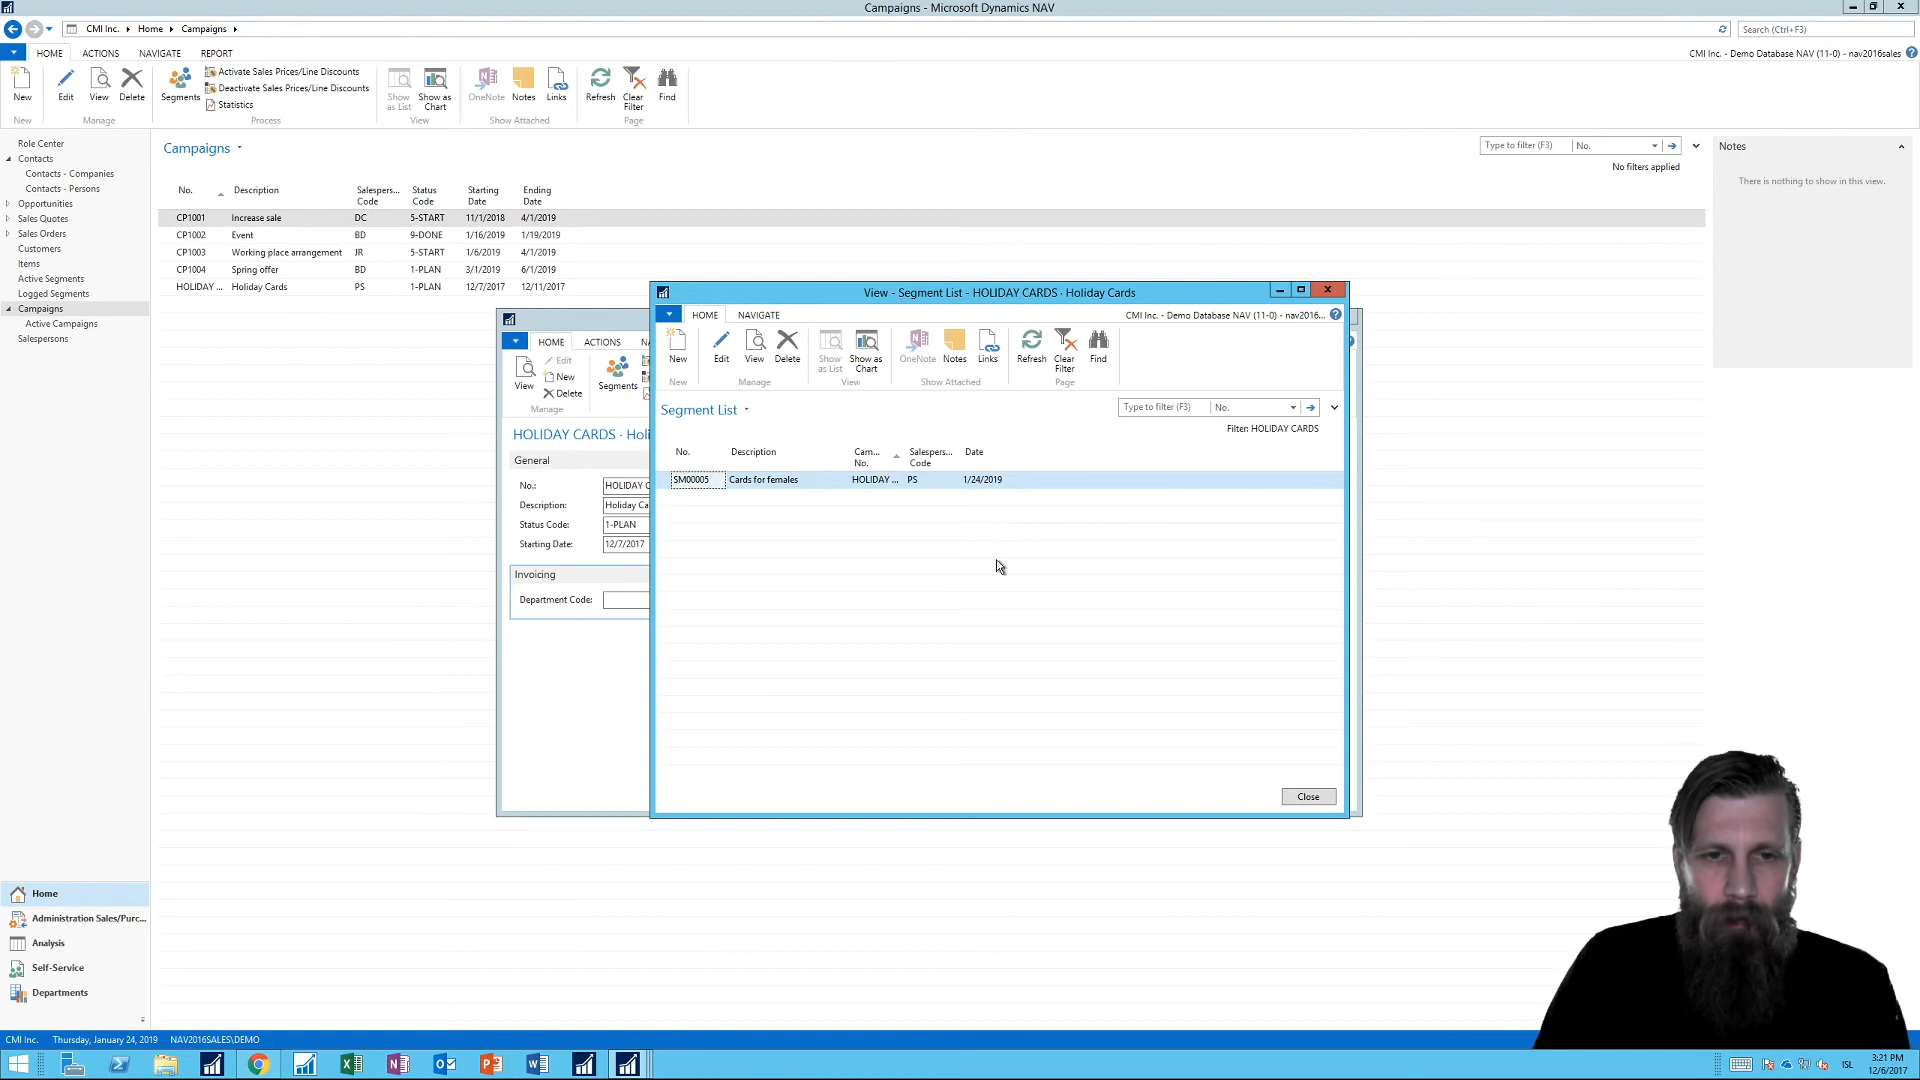 Campaigns - Microsoft Dynamics NAV
CMI Inc. Home Campaigns Search (Ctrl+F3)
HOME ACTIONS NAVIGATE REPORT CMI Inc. - Demo Database NAV (11-0) - nav2016sales
New Edit View Delete Segments Activate Sales Prices/Line Discounts
Deactivate Sales Prices/Line Discounts
Statistics
Show as List Show as Chart OneNote Notes Links Refresh Clear Filter Find
New Manage Process View Show Attached Page
Role Center
Contacts
Contacts - Companies
Contacts - Persons
Opportunities
Sales Quotes
Sales Orders
Customers
Items
Active Segments
Logged Segments
Campaigns
Active Campaigns
Salespersons
Campaigns Type to filter (F3) No.
No filters applied
No. Description Salespers... Code Status Code Starting Date Ending Date
CP1001 Increase sale DC 5-START 11/1/2018 4/1/2019
CP1002 Event BD 9-DONE 1/16/2019 1/19/2019
CP1003 Working place arrangement JR 5-START 1/6/2019 4/1/2019
CP1004 Spring offer BD 1-PLAN 3/1/2019 6/1/2019
HOLIDAY ... Holiday Cards PS 1-PLAN 12/7/2017 12/11/2017
Notes
There is nothing to show in this view.
HOME ACTIONS NA
View Edit
New
Delete
Segments
Manage
HOLIDAY CARDS · Holi
General
No.: HOLIDAY C
Description: Holiday Ca
Status Code: 1-PLAN
Starting Date: 12/7/2017
Invoicing
Department Code:
View - Segment List - HOLIDAY CARDS · Holiday Cards
HOME NAVIGATE CMI Inc. - Demo Database NAV (11-0) - nav2016...
New Edit View Delete Show as List Show as Chart OneNote Notes Links Refresh Clear Filter Find
New Manage View Show Attached Page
Segment List Type to filter (F3) No.
Filter: HOLIDAY CARDS
No. Description Cam... No. Salespers... Code Date
SM00005 Cards for females HOLIDAY ... PS 1/24/2019
Close
Home
Administration Sales/Purc...
Analysis
Self-Service
Departments
CMI Inc. Thursday, January 24, 2019 NAV2016SALES\DEMO
ISL 3:21 PM
12/6/2017